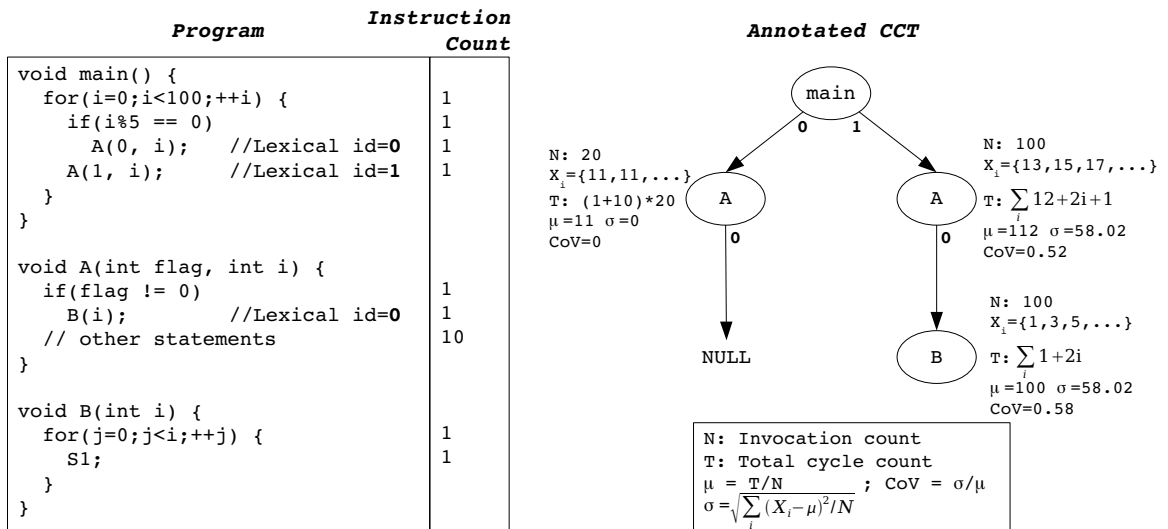 Program
Instruction
Count
void main() {
for(i=0;i<100;++i) { 1
if(i%5 == 0) 1
A(0, i); //Lexical id=0 1
A(1, i); //Lexical id=1 1
}
}
void A(int flag, int i) {
if(flag != 0) 1
B(i); //Lexical id=0 1
// other statements 10
}
void B(int i) {
for(j=0;j<i;++j) { 1
S1; 1
}
}
Annotated CCT
main
0 1
N: 20
X_i={11,11,...}
T: (1+10)*20
μ=11 σ=0
CoV=0
A
0
NULL
N: 100
X_i={13,15,17,...}
T: ∑_i 12+2i+1
μ=112 σ=58.02
CoV=0.52
A
0
N: 100
X_i={1,3,5,...}
T: ∑_i 1+2i
μ=100 σ=58.02
CoV=0.58
B
N: Invocation count
T: Total cycle count
μ = T/N ; CoV = σ/μ
σ=√∑_i (X_i−μ)²/N